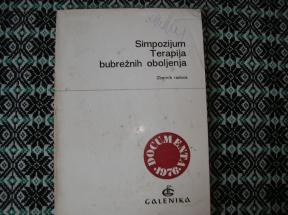 Simpozijum
Terapija
bubrežnih oboljenja
Zbornik radova
DOCUMENTA
·1976·
GALENIKA